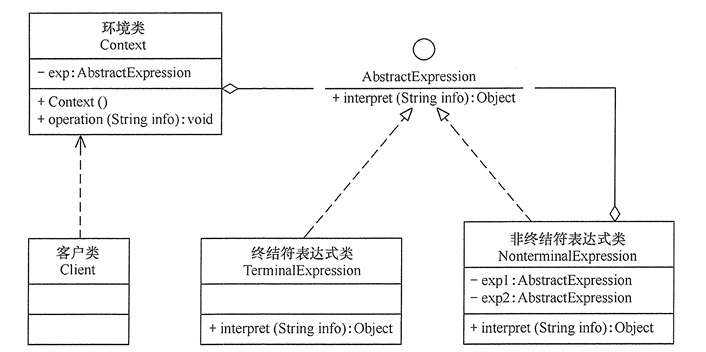 环境类
Context
- exp:AbstractExpression
+ Context ()
+ operation (String info):void
AbstractExpression
+ interpret (String info):Object
客户类
Client
终结符表达式类
TerminalExpression
+ interpret (String info):Object
非终结符表达式类
NonterminalExpression
- exp1:AbstractExpression
- exp2:AbstractExpression
+ interpret (String info):Object